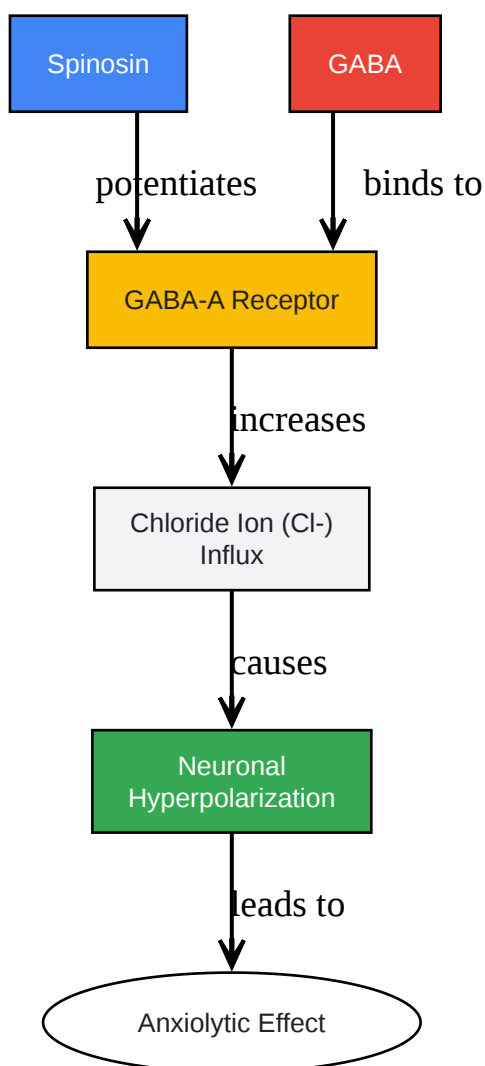 Spinosin
GABA
potentiates
binds to
GABA-A Receptor
increases
Chloride Ion (Cl-)
Influx
causes
Neuronal
Hyperpolarization
leads to
Anxiolytic Effect